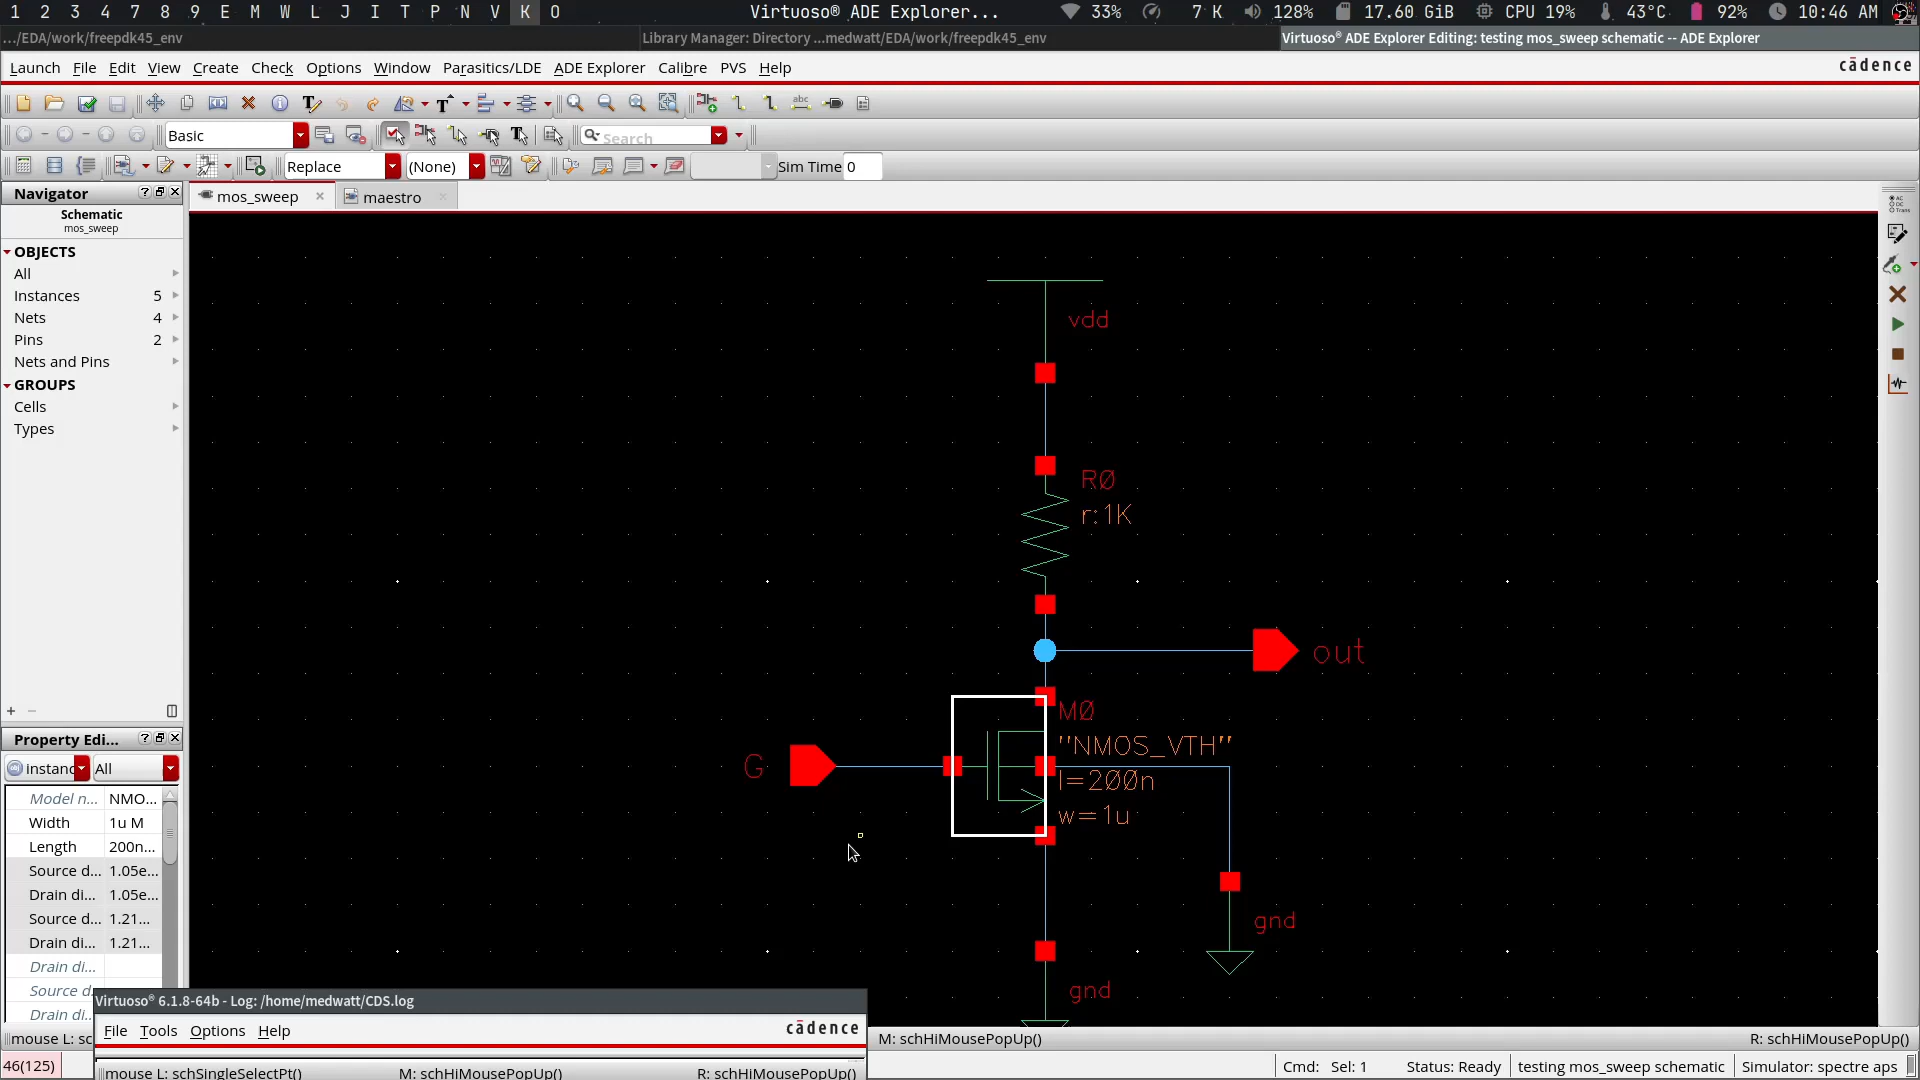 1 2 3 4 7 8 9 E M W L J I T P N V K O
Virtuoso® ADE Explorer...
33% 7 K 128% 17.60 GiB CPU 19% 43°C 92% 10:46 AM
.../EDA/work/freepdk45_env
Library Manager: Directory ...medwatt/EDA/work/freepdk45_env
Virtuoso® ADE Explorer Editing: testing mos_sweep schematic -- ADE Explorer
Launch File Edit View Create Check Options Window Parasitics/LDE ADE Explorer Calibre PVS Help
cādence
abc
Basic
Search
Replace
(None)
Sim Time 0
Navigator
Schematic
mos_sweep
OBJECTS
All
Instances 5
Nets 4
Pins 2
Nets and Pins
GROUPS
Cells
Types
mos_sweep
maestro
AC
DC
Trans
vdd
R0
r:1K
out
M0
"NMOS_VTH"
l=200n
w=1u
G
gnd
gnd
Property Edi...
instanc
All
Model n... NMO...
Width 1u M
Length 200n...
Source d... 1.05e...
Drain di... 1.05e...
Source d... 1.21...
Drain di... 1.21...
Drain di...
Source d
Drain di...
Virtuoso® 6.1.8-64b - Log: /home/medwatt/CDS.log
File Tools Options Help
cādence
mouse L: schSingleSelectPt() M: schHiMousePopUp() R: schHiMousePopUp()
mouse L: sc
M: schHiMousePopUp()
R: schHiMousePopUp()
46(125)
Cmd: Sel: 1
Status: Ready
testing mos_sweep schematic
Simulator: spectre aps